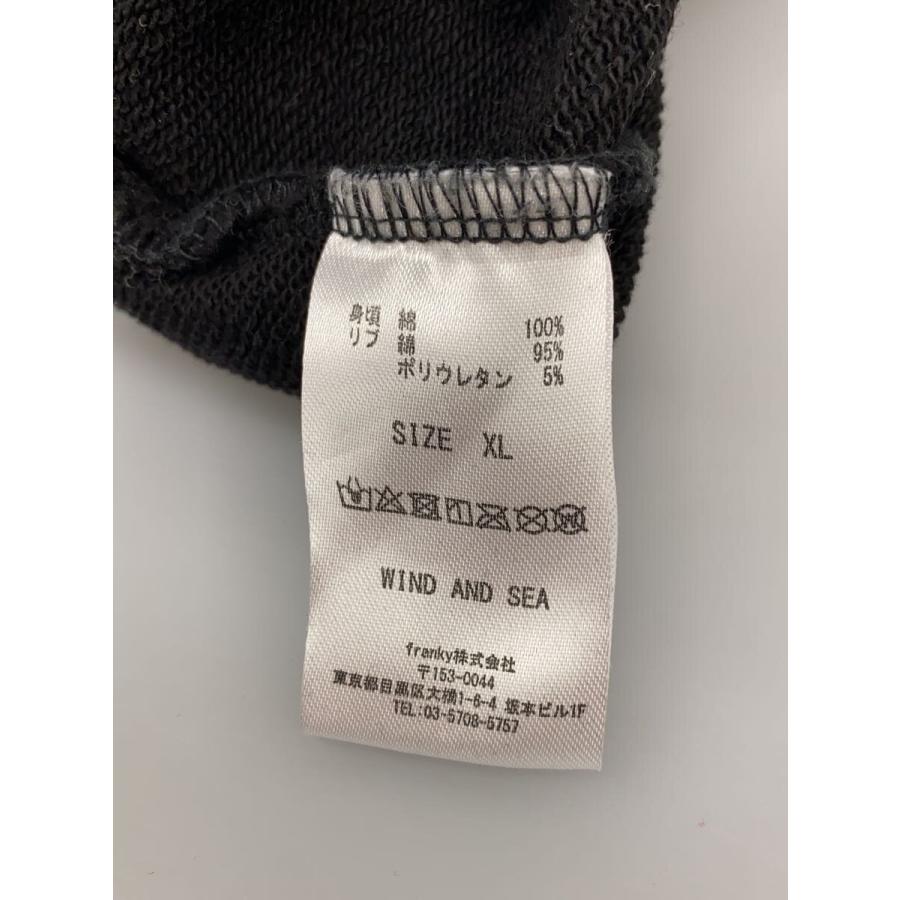 身頃 綿 100%
リブ 綿 95%
ポリウレタン 5%
SIZE XL
WIND AND SEA
franky株式会社
〒153-0044
東京都目黒区大橋1-6-4 坂本ビル1F
TEL:03-5708-5757